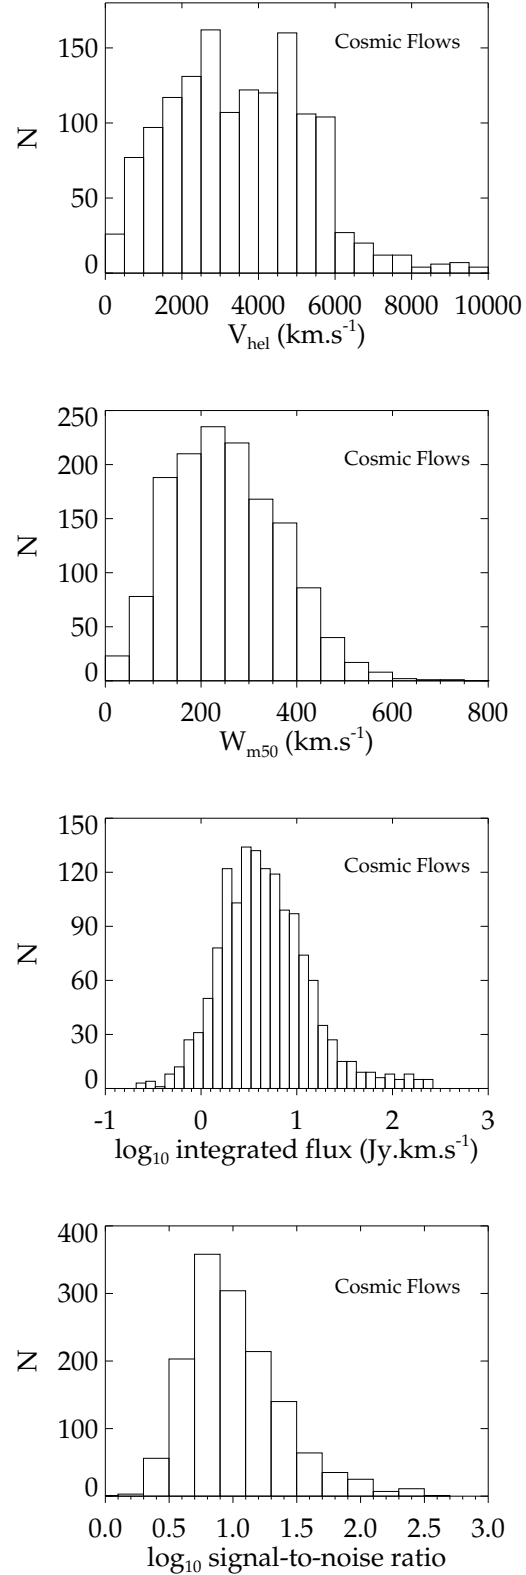 150
Cosmic Flows
100
N
50
0
0 2000 4000 6000 8000 10000
V_hel (km.s⁻¹)
250
Cosmic Flows
200
150
N
100
50
0
0 200 400 600 800
W_m50 (km.s⁻¹)
150
Cosmic Flows
120
90
N
60
30
0
-1 0 1 2 3
log₁₀ integrated flux (Jy.km.s⁻¹)
400
Cosmic Flows
300
N
200
100
0
0.0 0.5 1.0 1.5 2.0 2.5 3.0
log₁₀ signal-to-noise ratio